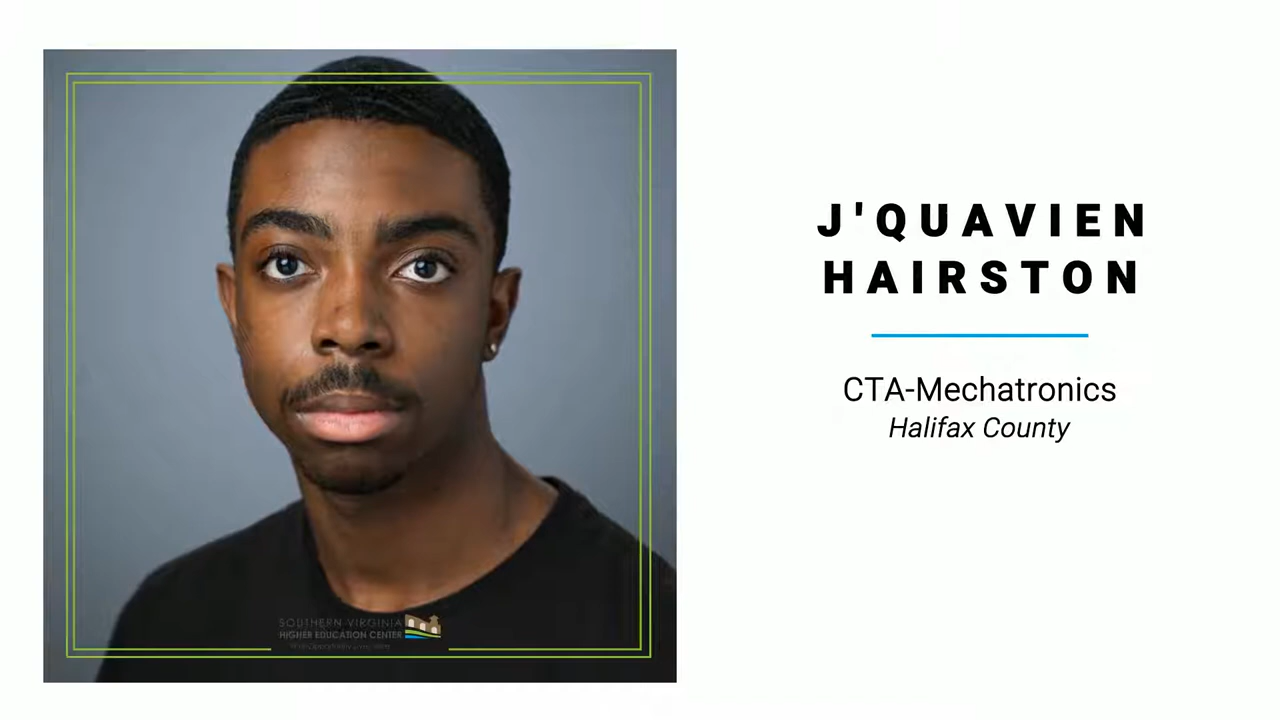 J'QUAVIEN
HAIRSTON
CTA-Mechatronics
Halifax County
SOUTHERN VIRGINIA
HIGHER EDUCATION CENTER